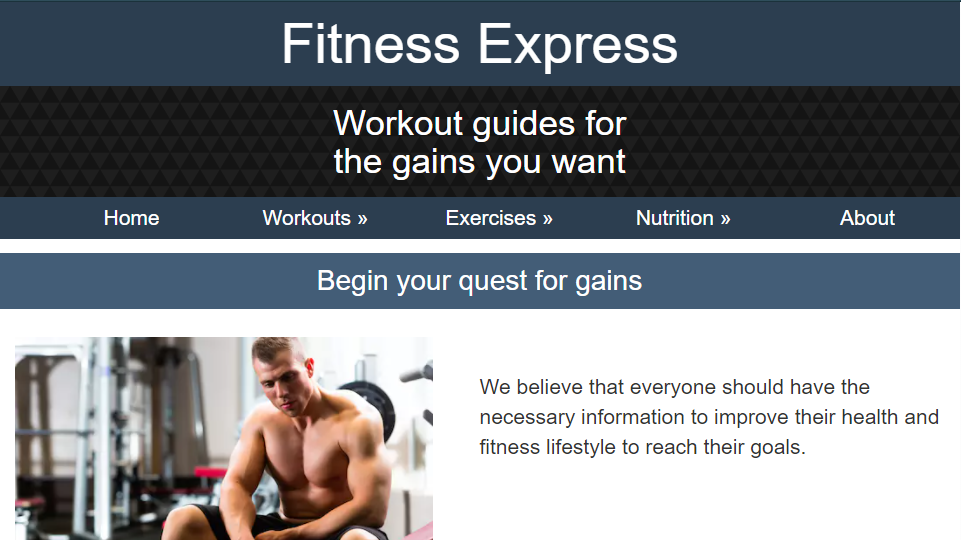 Fitness Express
Workout guides for
the gains you want
Home Workouts » Exercises » Nutrition » About
Begin your quest for gains
We believe that everyone should have the
necessary information to improve their health and
fitness lifestyle to reach their goals.